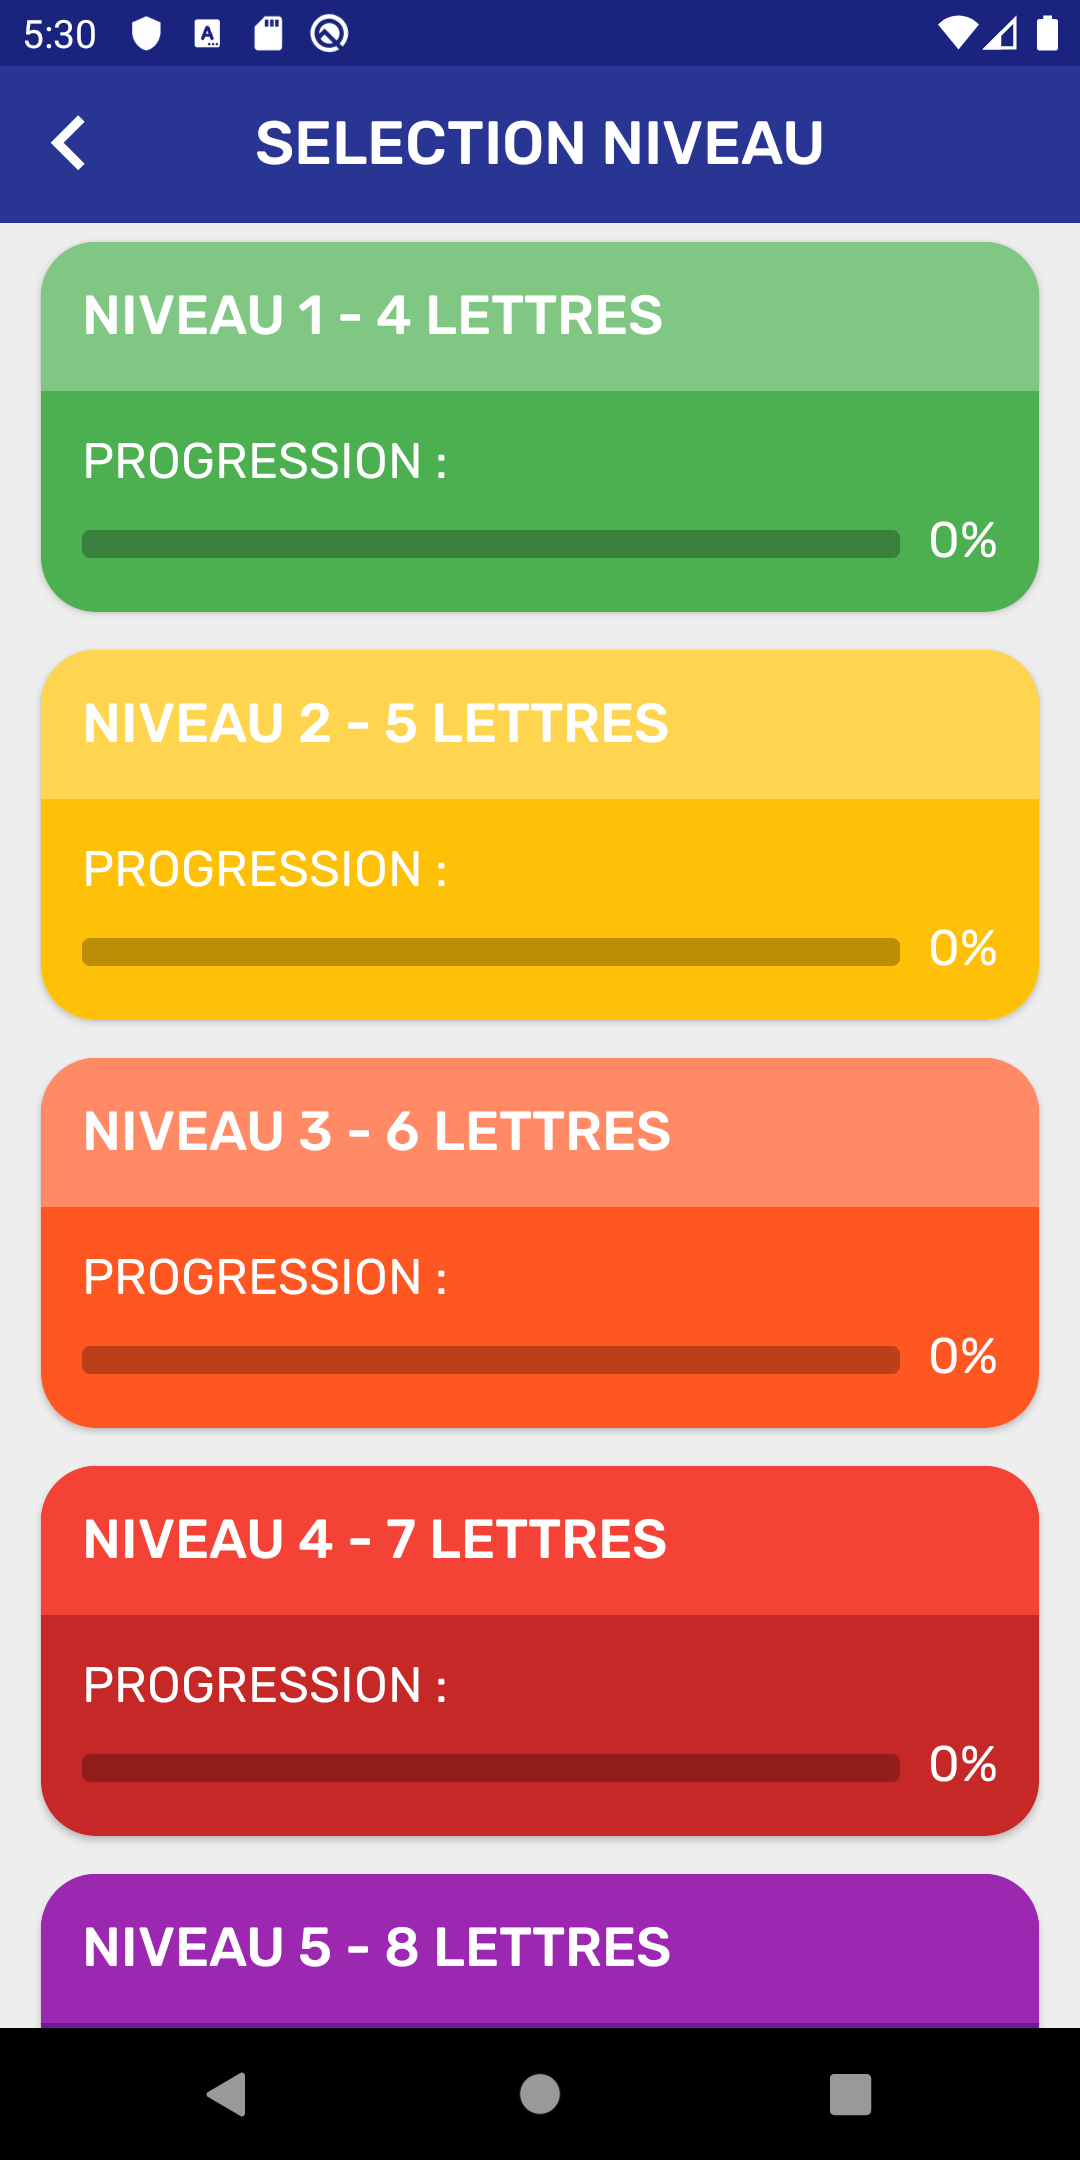 5:30
SELECTION NIVEAU
NIVEAU 1 - 4 LETTRES
PROGRESSION :
0%
NIVEAU 2 - 5 LETTRES
PROGRESSION :
0%
NIVEAU 3 - 6 LETTRES
PROGRESSION :
0%
NIVEAU 4 - 7 LETTRES
PROGRESSION :
0%
NIVEAU 5 - 8 LETTRES